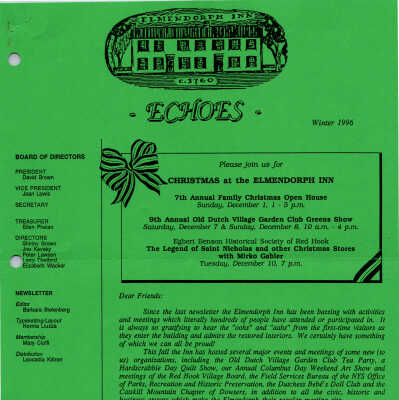 ELMENDORPH INN
c. 1760
- ECHOES -
Winter 1996
BOARD OF DIRECTORS
PRESIDENT
David Brown
VICE PRESIDENT
Jean Lewis
SECRETARY
TREASURER
Ellen Phelan
DIRECTORS
Shirley Brown
Joy Kersey
Peter Lawson
Elizabeth Wacker
NEWSLETTER
Editor
Barbara Bielenberg
Typesetting/Layout
Norma
Membership
Mary
Distribution
Leocadia
Please join us for
CHRISTMAS at the ELMENDORPH INN
7th Annual Family Christmas Open House
Sunday, December 1, 1 - 5 p.m.
9th Annual Old Dutch Village Garden Club Greens Show
Saturday, December 7 & Sunday, December 8, 10 a.m. - 4 p.m.
Egbert Benson Historical Society of Red Hook
The Legend of Saint Nicholas and other Christmas Stores
with Mirko Gabler
Tuesday, December 10, 7 p.m.
Dear Friends:
Since the last newsletter the Elmendorph Inn has been bustling with activities
and meetings which literally hundreds of people have attended or participated in. It
is always so gratifying to hear the "oohs" and "aahs" from the first-time visitors as
they enter the building and admire the restored interiors. We certainly have something
of which we can all be proud!
This fall the Inn has hosted several major events and meetings of some new (to
us) organizations, including the Old Dutch Village Garden Club Tea Party, a
Hardscrabble Day Quilt Show, our Annual Columbus Day Weekend Art Show and
meetings of the Red Hook Village Board, the Field Services Bureau of the NYS Office
of Parks, Recreation and Historic Preservation, the Dutchess Bebé's Doll Club and the
Catskill Mountain Chapter of Dowsers, in addition to all the civic, historic and